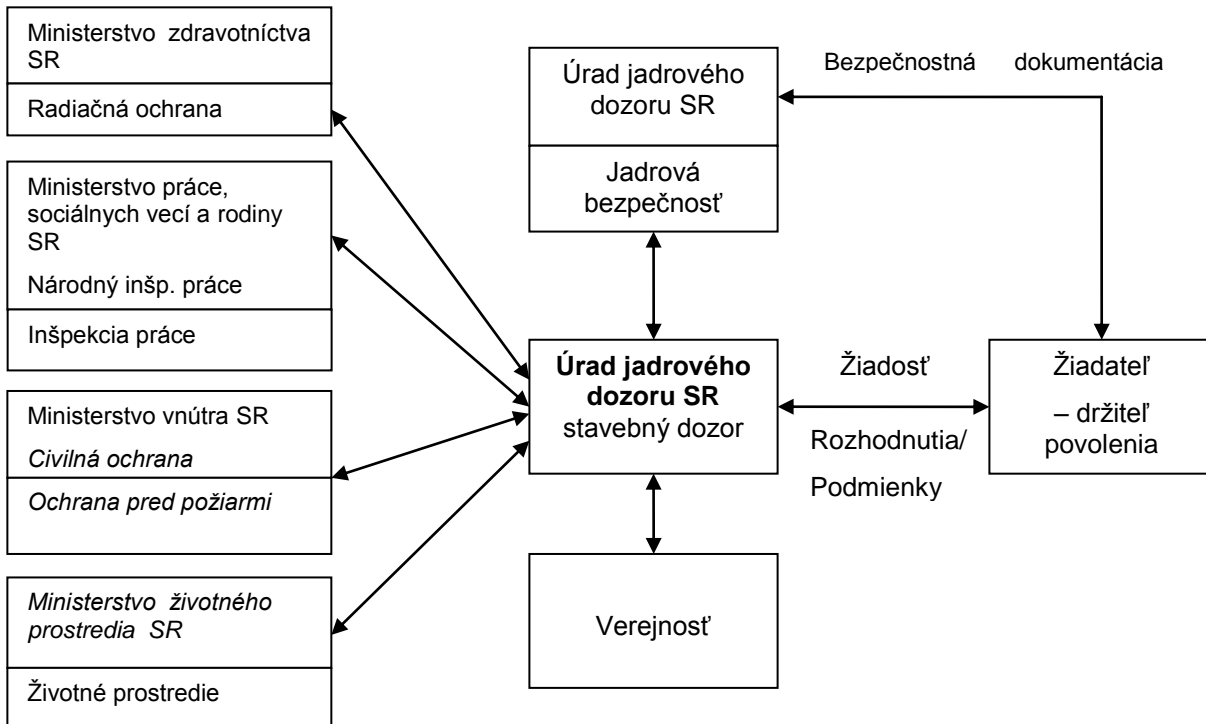 Ministerstvo zdravotníctva
SR
Radiačná ochrana
Ministerstvo práce,
sociálnych vecí a rodiny
SR
Národný inšp. práce
Inšpekcia práce
Ministerstvo vnútra SR
Civilná ochrana
Ochrana pred požiarmi
Ministerstvo životného
prostredia SR
Životné prostredie
Úrad jadrového
dozoru SR
Jadrová
bezpečnosť
Úrad jadrového
dozoru SR
stavebný dozor
Verejnosť
Bezpečnostná dokumentácia
Žiadosť
Rozhodnutia/
Podmienky
Žiadateľ
– držiteľ
povolenia